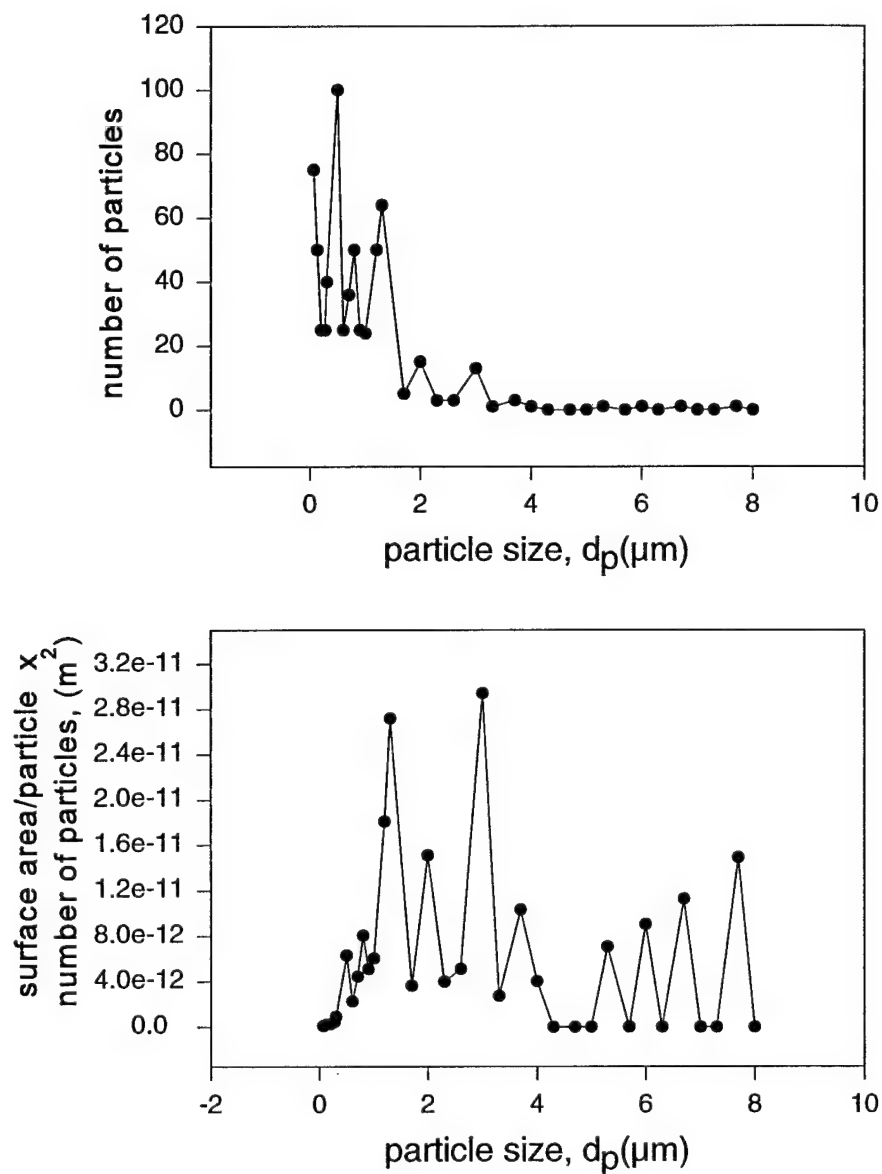 120
100
80
60
40
20
0
number of particles
0 2 4 6 8 10
particle size, dp(µm)
3.2e-11
2.8e-11
2.4e-11
2.0e-11
1.6e-11
1.2e-11
8.0e-12
4.0e-12
0.0
surface area/particle x
number of particles, (m2)
-2 0 2 4 6 8 10
particle size, dp(µm)